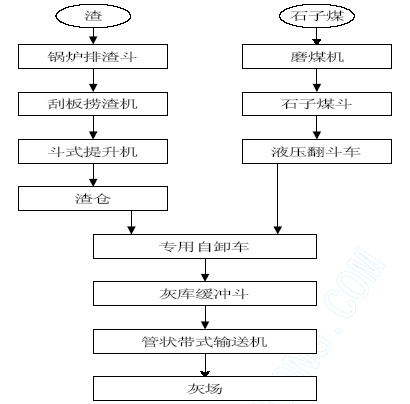 渣
石子煤
锅炉排渣斗
磨煤机
刮板捞渣机
石子煤斗
斗式提升机
液压翻斗车
渣仓
专用自卸车
灰库缓冲斗
管状带式输送机
灰场